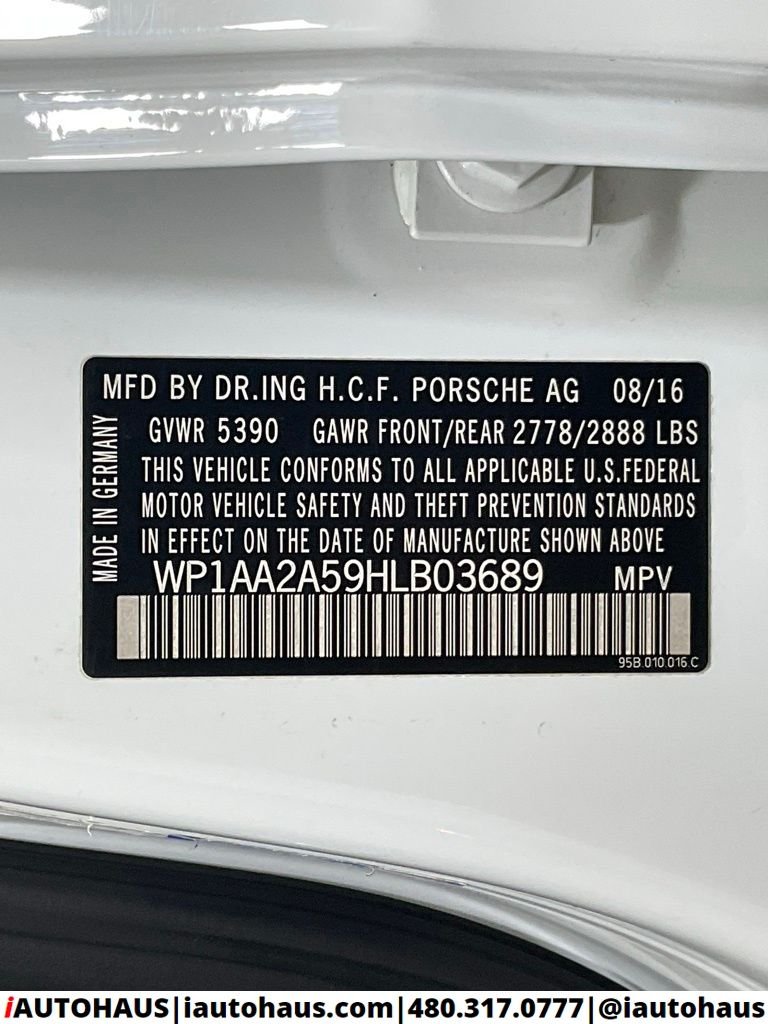 MFD BY DR.ING H.C.F. PORSCHE AG 08/16
GVWR 5390 GAWR FRONT/REAR 2778/2888 LBS
THIS VEHICLE CONFORMS TO ALL APPLICABLE U.S.FEDERAL
MOTOR VEHICLE SAFETY AND THEFT PREVENTION STANDARDS
IN EFFECT ON THE DATE OF MANUFACTURE SHOWN ABOVE
MADE IN GERMANY
WP1AA2A59HLB03689 MPV
95B.010.016.C
iAUTOHAUS|iautohaus.com|480.317.0777|@iautohaus